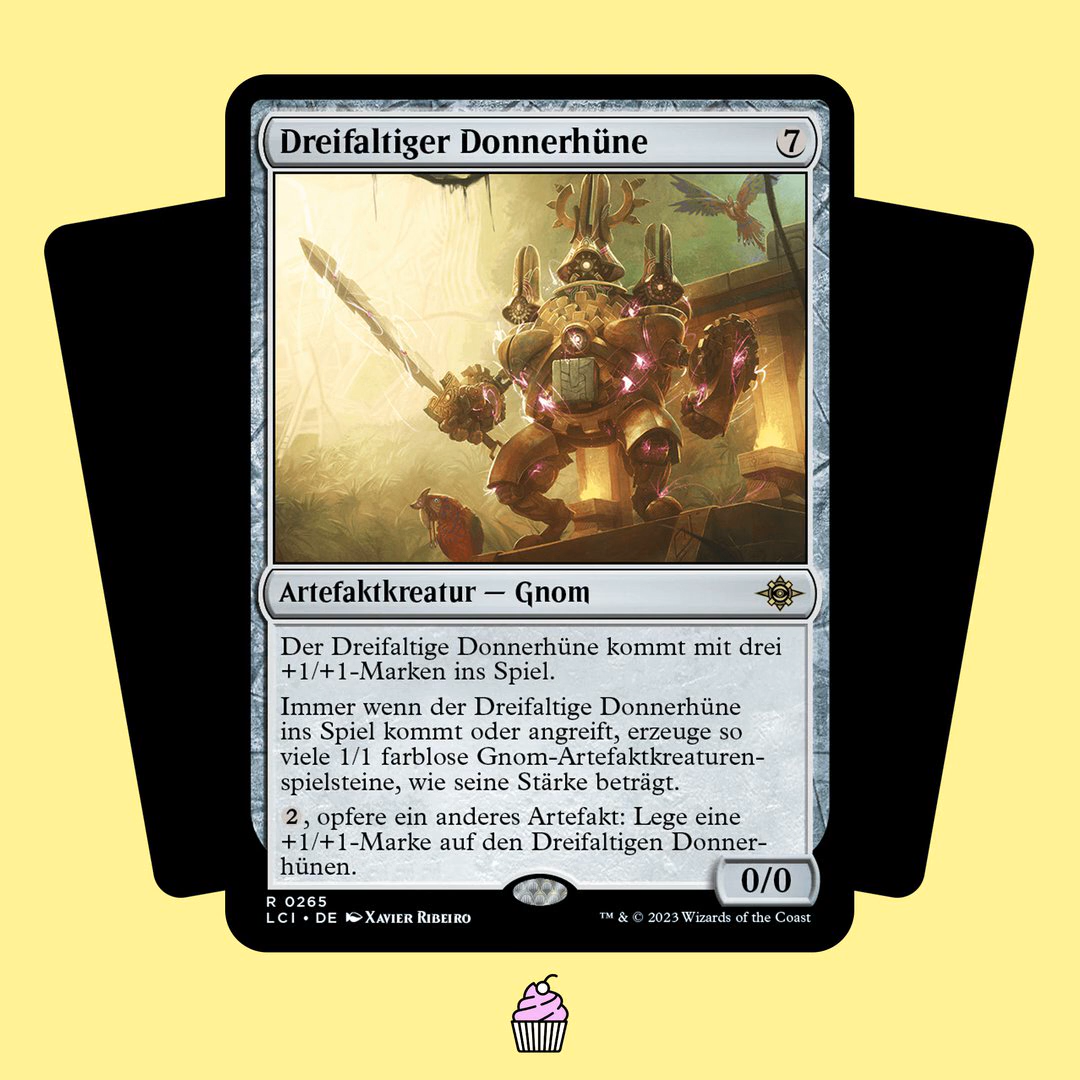 Dreifaltiger Donnerhüne 7
Artefaktkreatur — Gnom
Der Dreifaltige Donnerhüne kommt mit drei
+1/+1-Marken ins Spiel.
Immer wenn der Dreifaltige Donnerhüne
ins Spiel kommt oder angreift, erzeuge so
viele 1/1 farblose Gnom-Artefaktkreaturen-
spielsteine, wie seine Stärke beträgt.
2, opfere ein anderes Artefakt: Lege eine
+1/+1-Marke auf den Dreifaltigen Donner-
hünen.
0/0
R 0265
LCI • DE Xavier Ribeiro
™ & © 2023 Wizards of the Coast